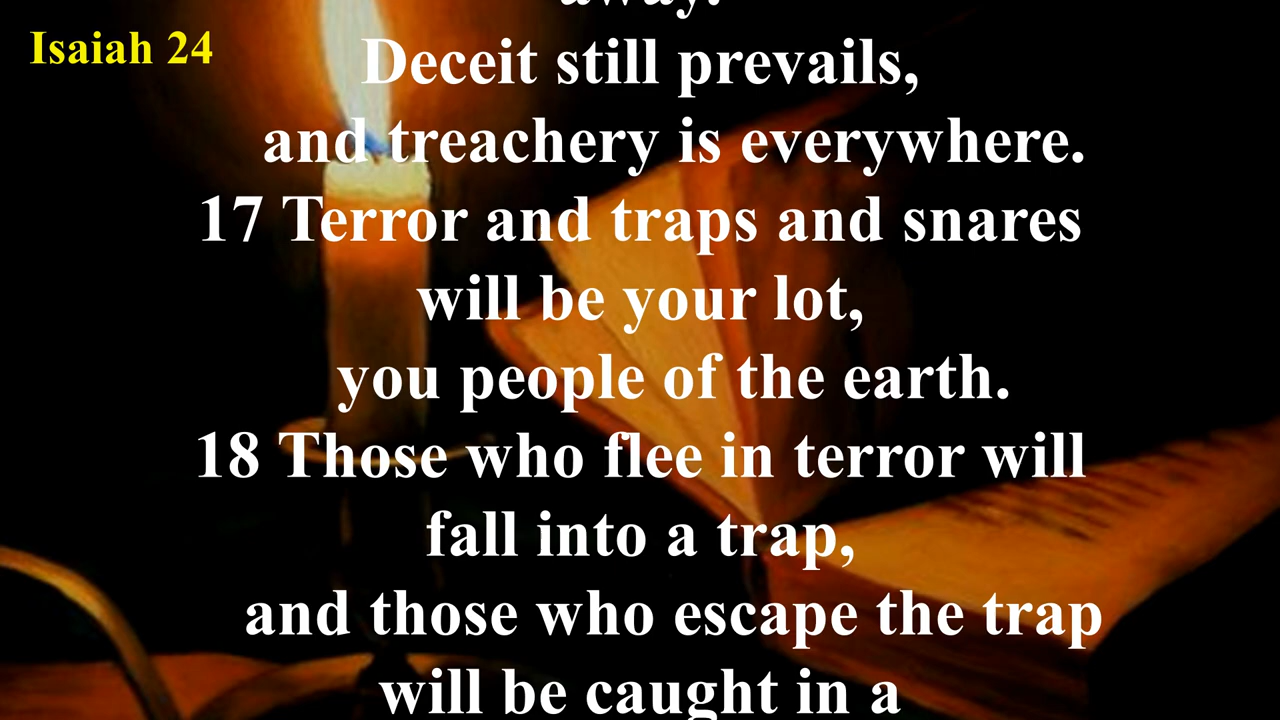 away.
Isaiah 24
Deceit still prevails,
and treachery is everywhere.
17 Terror and traps and snares
will be your lot,
you people of the earth.
18 Those who flee in terror will
fall into a trap,
and those who escape the trap
will be caught in a